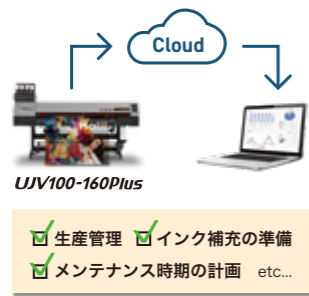 Cloud
UJV100-160Plus
生産管理 インク補充の準備
メンテナンス時期の計画 etc...